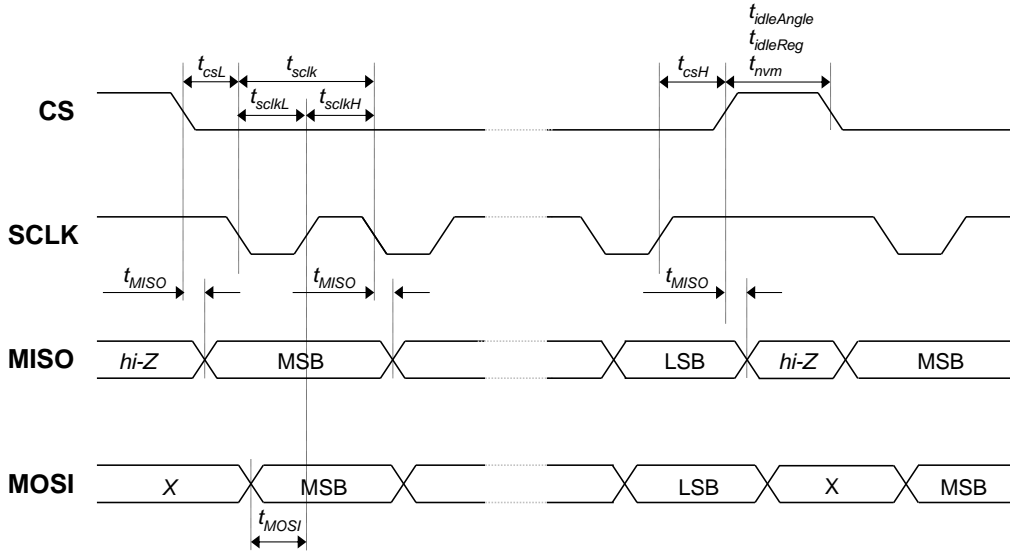 t_idleAngle
t_idleReg
t_csL t_sclk t_csH t_nvm
t_sclkL t_sclkH
CS
SCLK
t_MISO t_MISO t_MISO
MISO hi-Z MSB LSB hi-Z MSB
MOSI X MSB LSB X MSB
t_MOSI